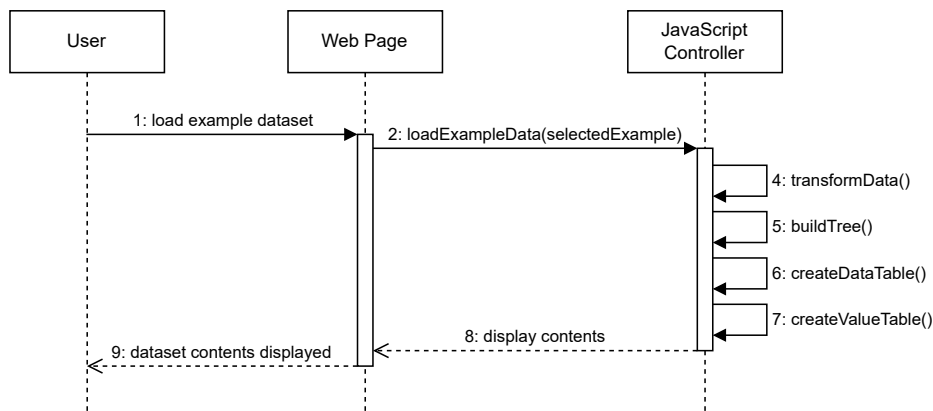 User
Web Page
JavaScript
Controller
1: load example dataset
2: loadExampleData(selectedExample)
4: transformData()
5: buildTree()
6: createDataTable()
7: createValueTable()
8: display contents
9: dataset contents displayed